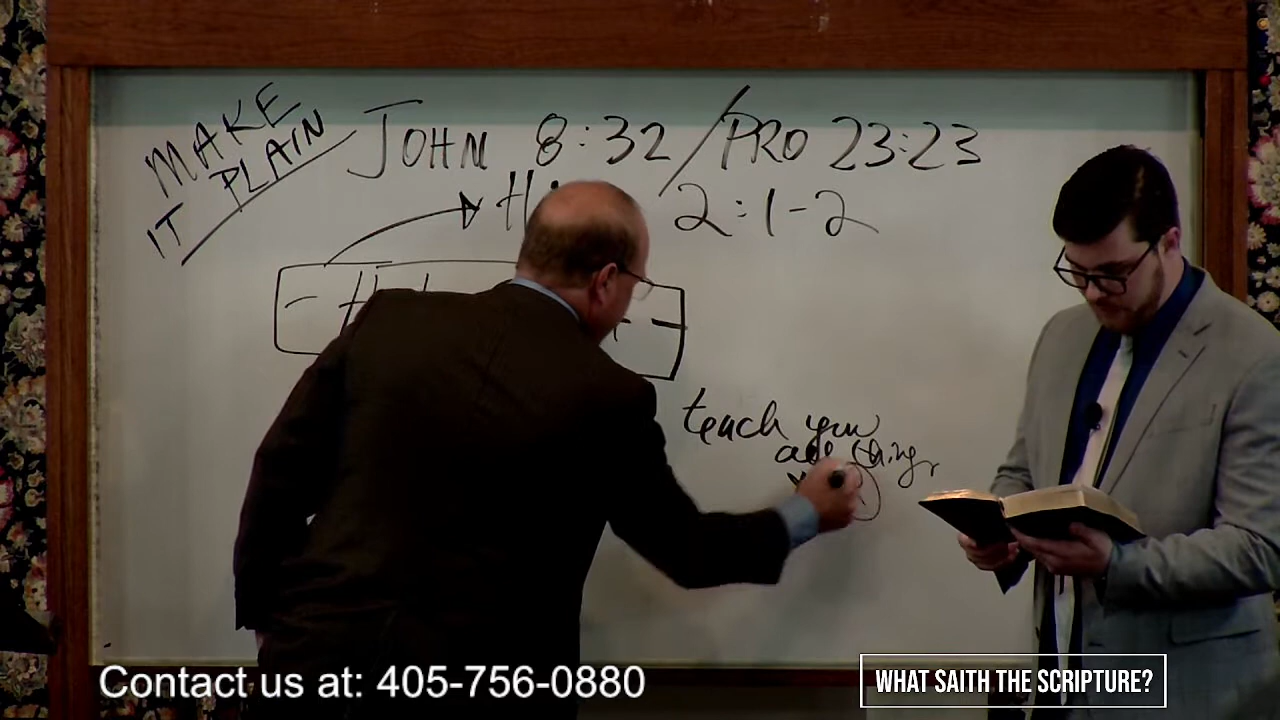 MAKE
IT PLAIN
JOHN 8:32 / PRO 23:23
2:1-2
teach you
all things
Contact us at: 405-756-0880
WHAT SAITH THE SCRIPTURE?